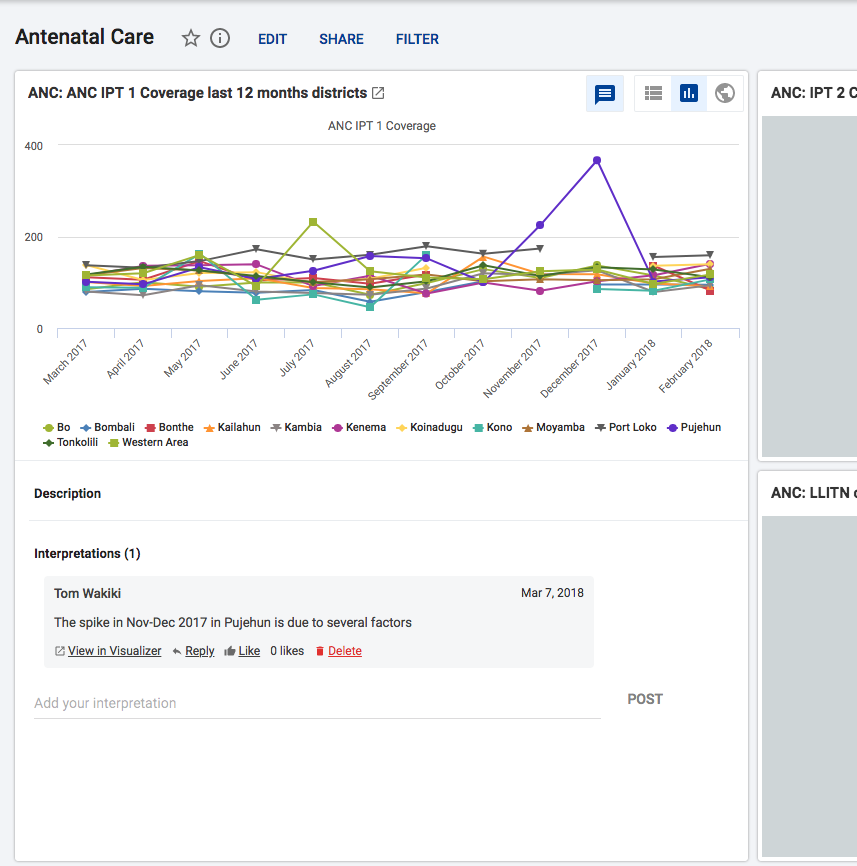 Antenatal Care EDIT SHARE FILTER
ANC: ANC IPT 1 Coverage last 12 months districts
ANC IPT 1 Coverage
400
200
0
March 2017 April 2017 May 2017 June 2017 July 2017 August 2017 September 2017 October 2017 November 2017 December 2017 January 2018 February 2018
Bo Bombali Bonthe Kailahun Kambia Kenema Koinadugu Kono Moyamba Port Loko Pujehun
Tonkolili Western Area
Description
Interpretations (1)
Tom Wakiki Mar 7, 2018
The spike in Nov-Dec 2017 in Pujehun is due to several factors
View in Visualizer Reply Like 0 likes Delete
Add your interpretation POST
ANC: IPT 2 C
ANC: LLITN